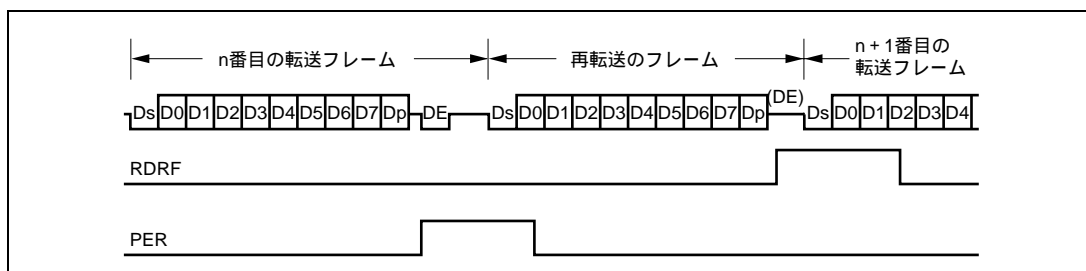 n番目の転送フレーム
再転送のフレーム
n + 1番目の
転送フレーム
Ds D0 D1 D2 D3 D4 D5 D6 D7 Dp DE Ds D0 D1 D2 D3 D4 D5 D6 D7 Dp (DE) Ds D0 D1 D2 D3 D4
RDRF
PER